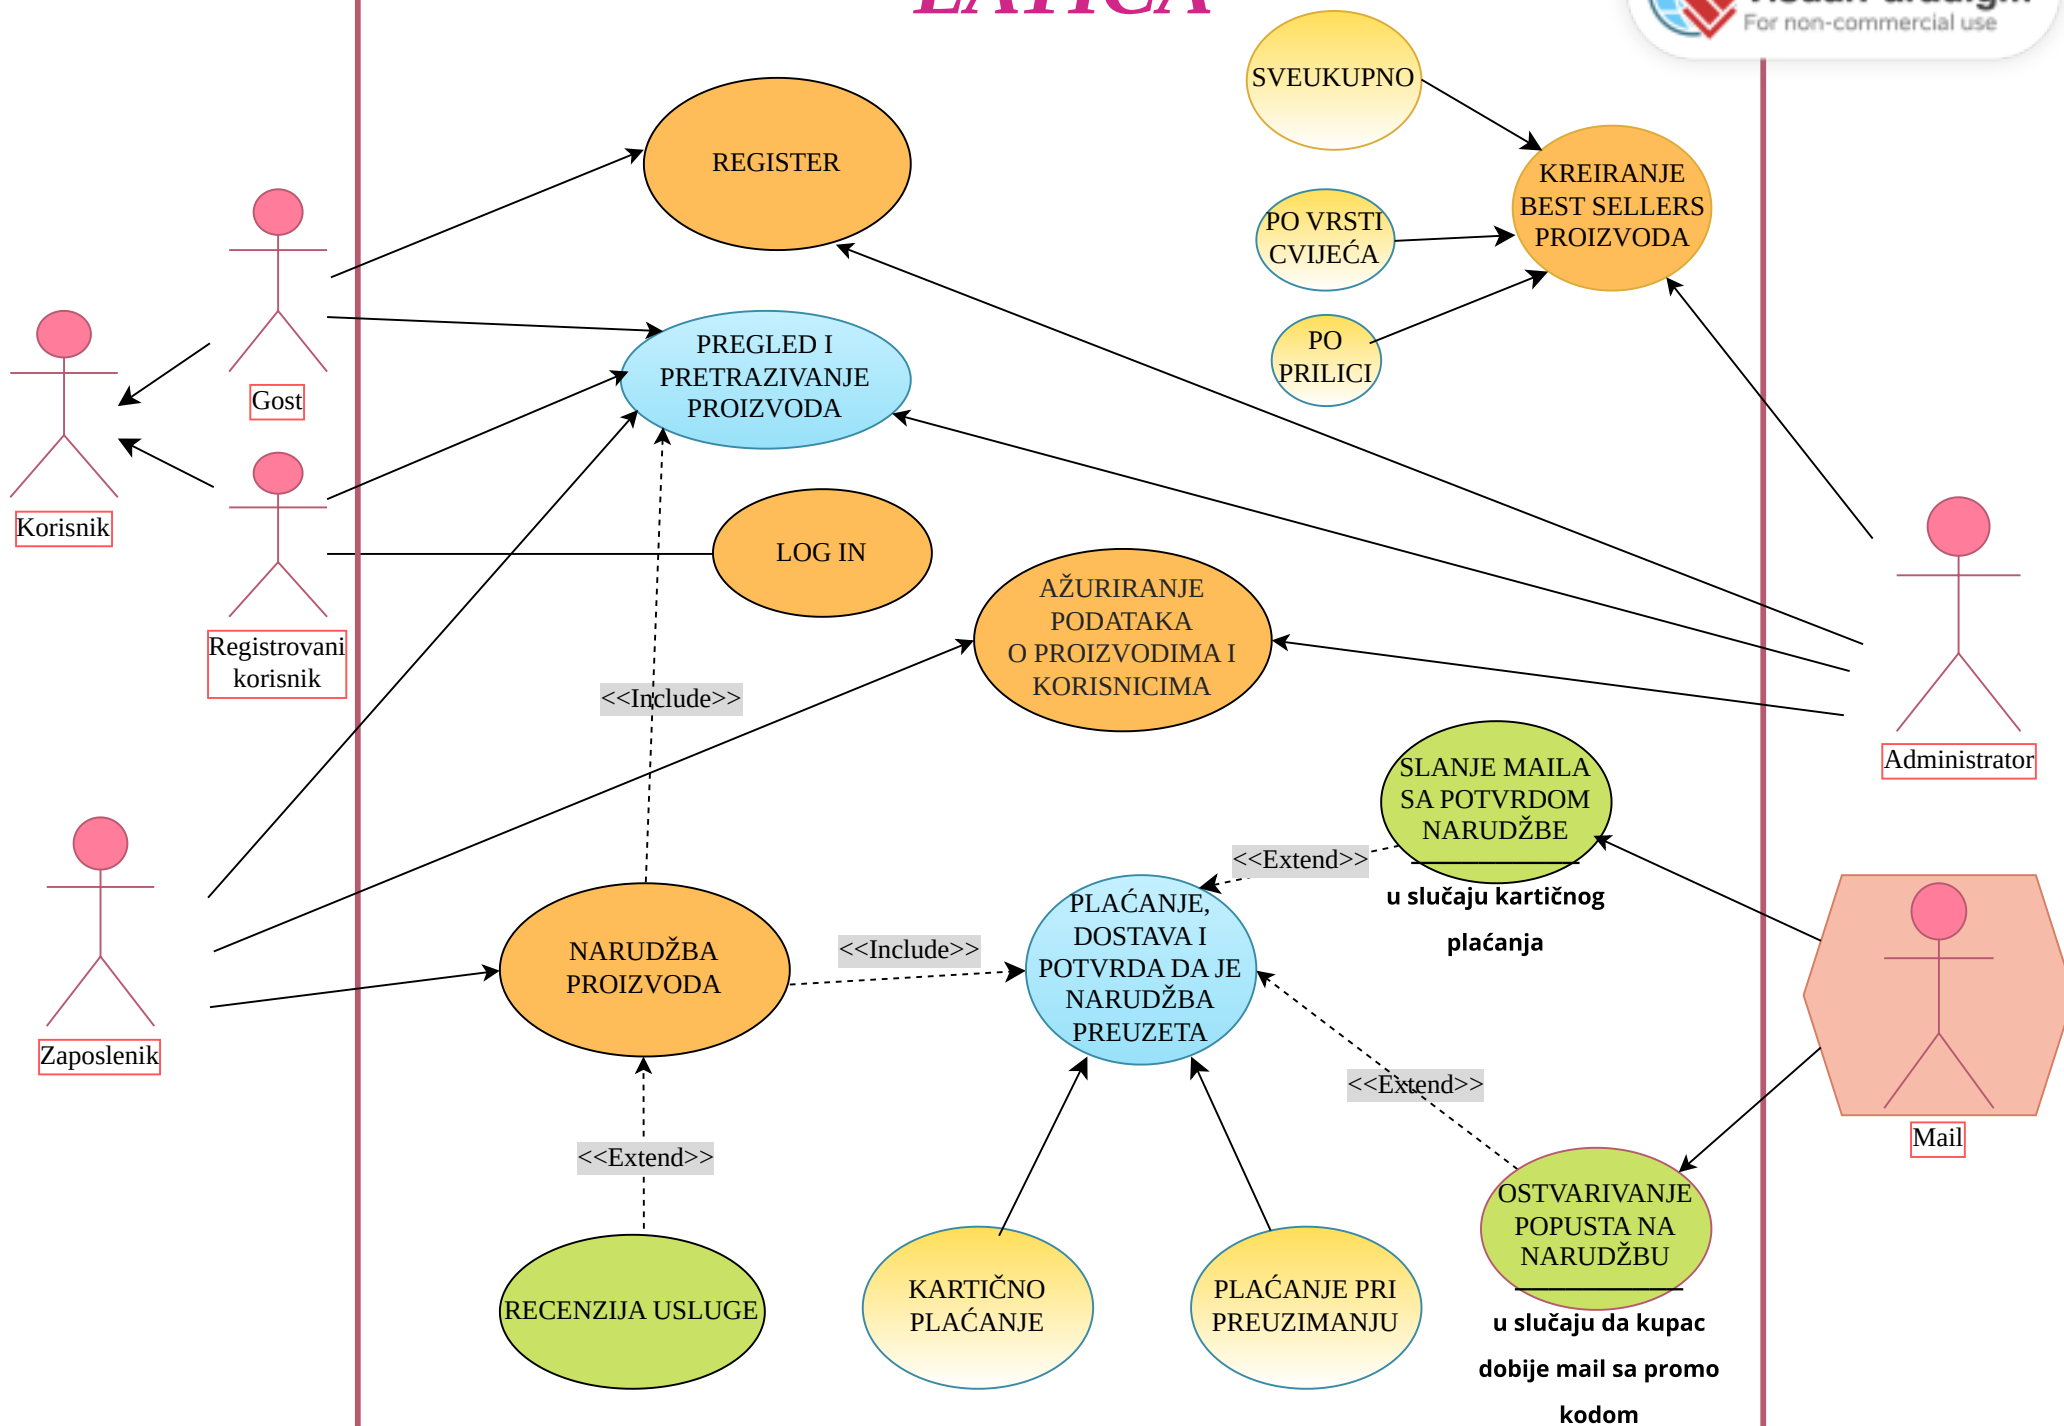 LATICA
For non-commercial use
SVEUKUPNO
REGISTER
KREIRANJE
BEST SELLERS
PROIZVODA
PO VRSTI
CVIJEĆA
PO
PRILICI
PREGLED I
PRETRAZIVANJE
PROIZVODA
Gost
Korisnik
LOG IN
AŽURIRANJE
PODATAKA
O PROIZVODIMA I
KORISNICIMA
Registrovani
korisnik
<<Include>>
Administrator
SLANJE MAILA
SA POTVRDOM
NARUDŽBE
<<Extend>>
u slučaju kartičnog
plaćanja
PLAĆANJE,
DOSTAVA I
POTVRDA DA JE
NARUDŽBA
PREUZETA
<<Include>>
NARUDŽBA
PROIZVODA
Zaposlenik
<<Extend>>
Mail
<<Extend>>
OSTVARIVANJE
POPUSTA NA
NARUDŽBU
RECENZIJA USLUGE
KARTIČNO
PLAĆANJE
PLAĆANJE PRI
PREUZIMANJU
u slučaju da kupac
dobije mail sa promo
kodom